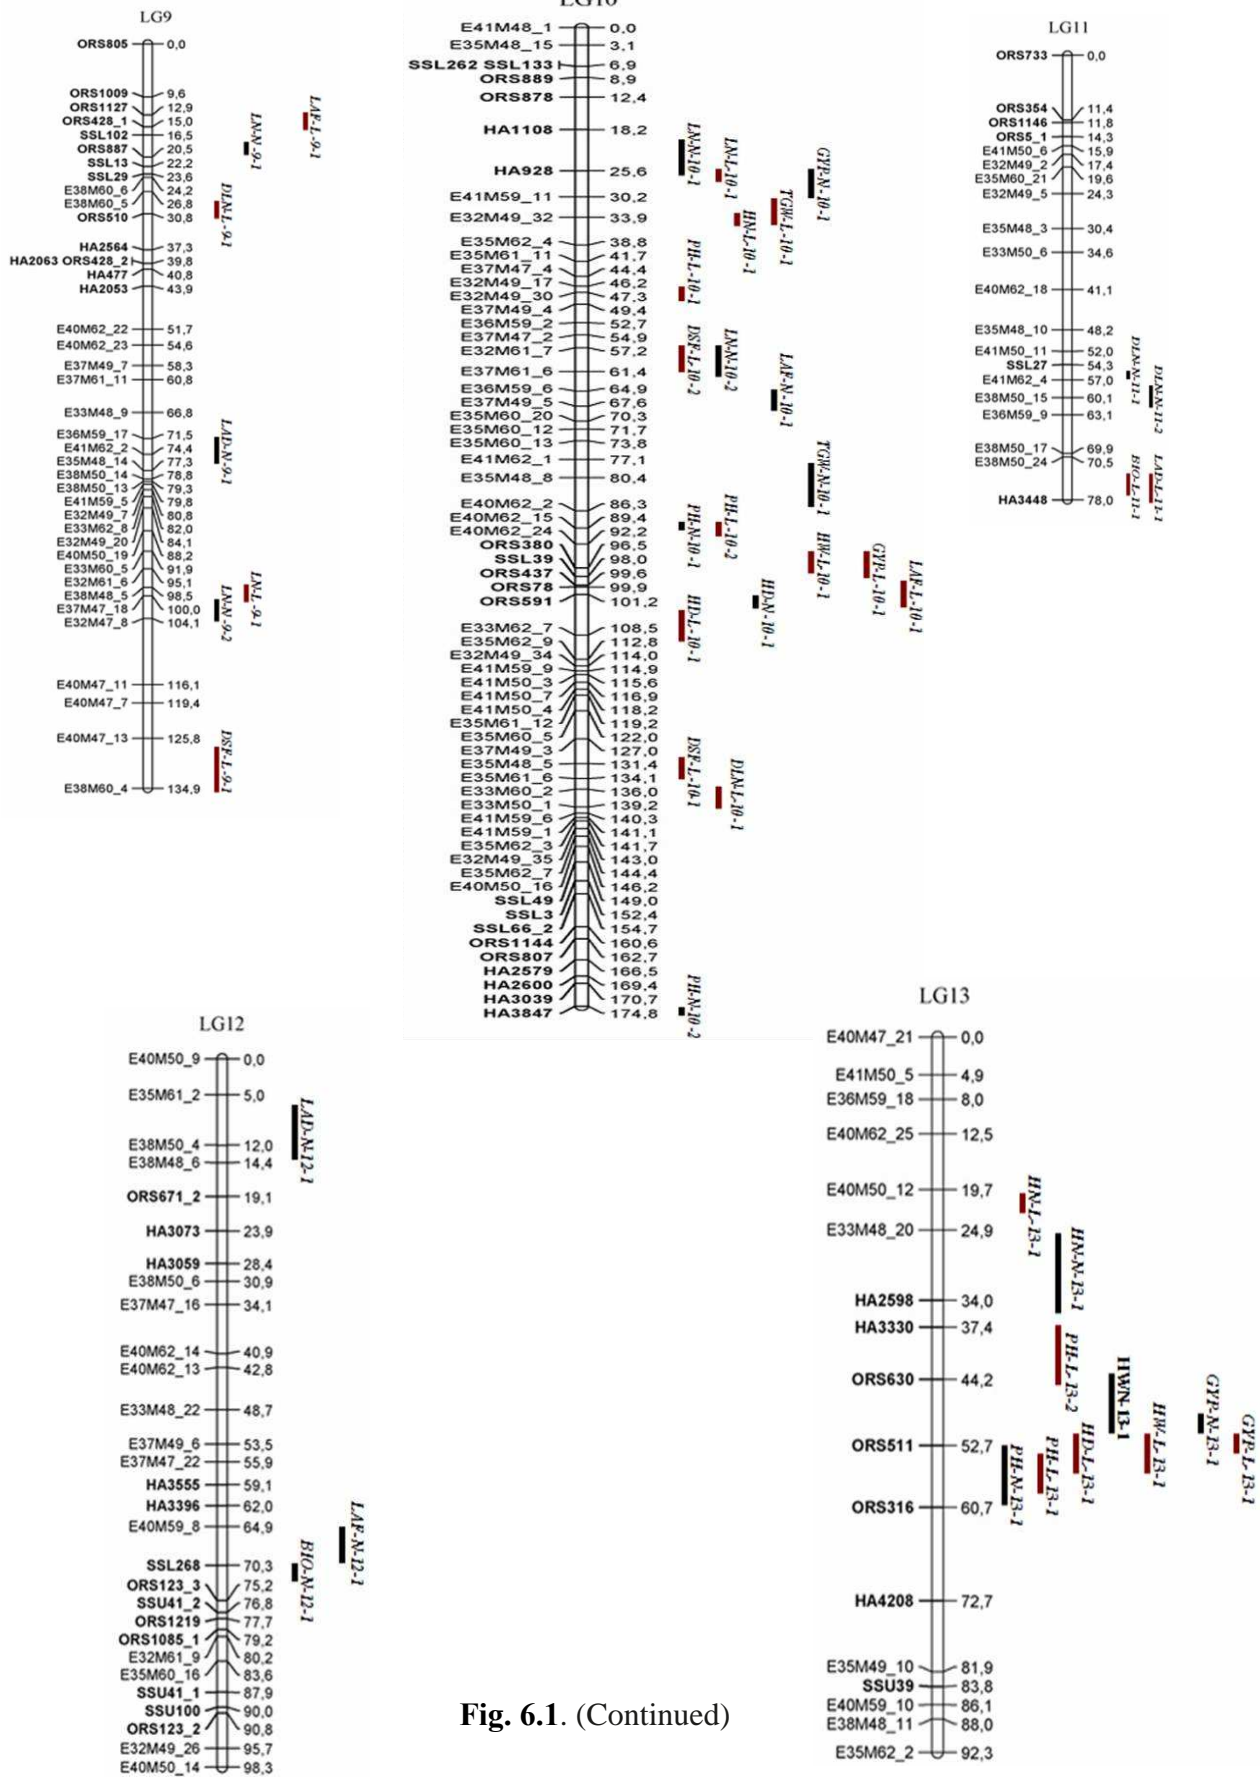 LG9
ORS805 0,0
ORS1009 9,6
ORS1127 12,9
ORS428_1 15,0
SSL102 16,5
ORS887 20,5
SSL13 22,2
SSL29 23,6
E38M60_6 24,2
E38M60_5 26,8
ORS510 30,8
HA2564 37,3
HA2063 ORS428_2 39,8
HA477 40,8
HA2053 43,9
E40M62_22 51,7
E40M62_23 54,6
E37M49_7 58,3
E37M61_11 60,8
E33M48_9 66,8
E36M59_17 71,5
E41M62_2 74,4
E35M48_14 77,3
E38M50_14 78,8
E38M50_13 79,3
E41M59_5 79,8
E32M49_7 80,8
E33M62_8 82,0
E32M49_20 84,1
E40M50_19 88,2
E33M60_5 91,9
E32M61_6 95,1
E38M48_5 98,5
E37M47_18 100,0
E32M47_8 104,1
E40M47_11 116,1
E40M47_7 119,4
E40M47_13 125,8
E38M60_4 134,9
LAF-L-9-1
LN-N-9-1
DLN-L-9-1
LAD-N-9-1
LN-L-9-1
LN-N-9-2
DSF-L-9-1
LG10
E41M48_1 0,0
E35M48_15 3,1
SSL262 SSL133 6,9
ORS889 8,9
ORS878 12,4
HA1108 18,2
HA928 25,6
E41M59_11 30,2
E32M49_32 33,9
E35M62_4 38,8
E35M61_11 41,7
E37M47_4 44,4
E32M49_17 46,2
E32M49_30 47,3
E37M49_4 49,4
E36M59_2 52,7
E37M47_2 54,9
E32M61_7 57,2
E37M61_6 61,4
E36M59_6 64,9
E37M49_5 67,6
E35M60_20 70,3
E35M60_12 71,7
E35M60_13 73,8
E41M62_1 77,1
E35M48_8 80,4
E40M62_2 86,3
E40M62_15 89,4
E40M62_24 92,2
ORS380 96,5
SSL39 98,0
ORS437 99,6
ORS78 99,9
ORS591 101,2
E33M62_7 108,5
E35M62_9 112,8
E32M49_34 114,0
E41M59_9 114,9
E41M50_3 115,6
E41M50_7 116,9
E41M50_4 118,2
E35M61_12 119,2
E35M60_5 122,0
E37M49_3 127,0
E35M48_5 131,4
E35M61_6 134,1
E33M60_2 136,0
E33M50_1 139,2
E41M59_6 140,3
E41M59_1 141,1
E35M62_3 141,7
E32M49_35 143,0
E35M62_7 144,4
E40M50_16 146,2
SSL49 149,0
SSL3 152,4
SSL66_2 154,7
ORS1144 160,6
ORS807 162,7
HA2579 166,5
HA2600 169,4
HA3039 170,7
HA3847 174,8
LN-N-10-1
LN-L-10-1
GYP-N-10-1
TGW-L-10-1
HN-L-10-1
PH-L-10-1
DSF-L-10-2
LN-N-10-2
LAF-N-10-1
TGW-N-10-1
PH-N-10-1
PH-L-10-2
HW-L-10-1
GYP-L-10-1
LAF-L-10-1
HD-N-10-1
HD-L-10-1
DSF-L-10-1
DLN-L-10-1
PH-N-10-2
LG11
ORS733 0,0
ORS354 11,4
ORS1146 11,8
ORS5_1 14,3
E41M50_6 15,9
E32M49_2 17,4
E35M60_21 19,6
E32M49_5 24,3
E35M48_3 30,4
E33M50_6 34,6
E40M62_18 41,1
E35M48_10 48,2
E41M50_11 52,0
SSL27 54,3
E41M62_4 57,0
E38M50_15 60,1
E36M59_9 63,1
E38M50_17 69,9
E38M50_24 70,5
HA3448 78,0
DLN-N-11-1
DLN-N-11-2
BIO-L-11-1
LAD-L-11-1
LG12
E40M50_9 0,0
E35M61_2 5,0
E38M50_4 12,0
E38M48_6 14,4
ORS671_2 19,1
HA3073 23,9
HA3059 28,4
E38M50_6 30,9
E37M47_16 34,1
E40M62_14 40,9
E40M62_13 42,8
E33M48_22 48,7
E37M49_6 53,5
E37M47_22 55,9
HA3555 59,1
HA3396 62,0
E40M59_8 64,9
SSL268 70,3
ORS123_3 75,2
SSU41_2 76,8
ORS1219 77,7
ORS1085_1 79,2
E32M61_9 80,2
E35M60_16 83,6
SSU41_1 87,9
SSU100 90,0
ORS123_2 90,8
E32M49_26 95,7
E40M50_14 98,3
LAD-N-12-1
LAF-N-12-1
BIO-N-12-1
LG13
E40M47_21 0,0
E41M50_5 4,9
E36M59_18 8,0
E40M62_25 12,5
E40M50_12 19,7
E33M48_20 24,9
HA2598 34,0
HA3330 37,4
ORS630 44,2
ORS511 52,7
ORS316 60,7
HA4208 72,7
E35M49_10 81,9
SSU39 83,8
E40M59_10 86,1
E38M48_11 88,0
E35M62_2 92,3
HN-L-13-1
HN-N-13-1
PH-L-13-2
HWN-13-1
GYP-N-13-1
HW-L-13-1
GYP-L-13-1
HD-L-13-1
PH-L-13-1
PH-N-13-1
Fig. 6.1. (Continued)